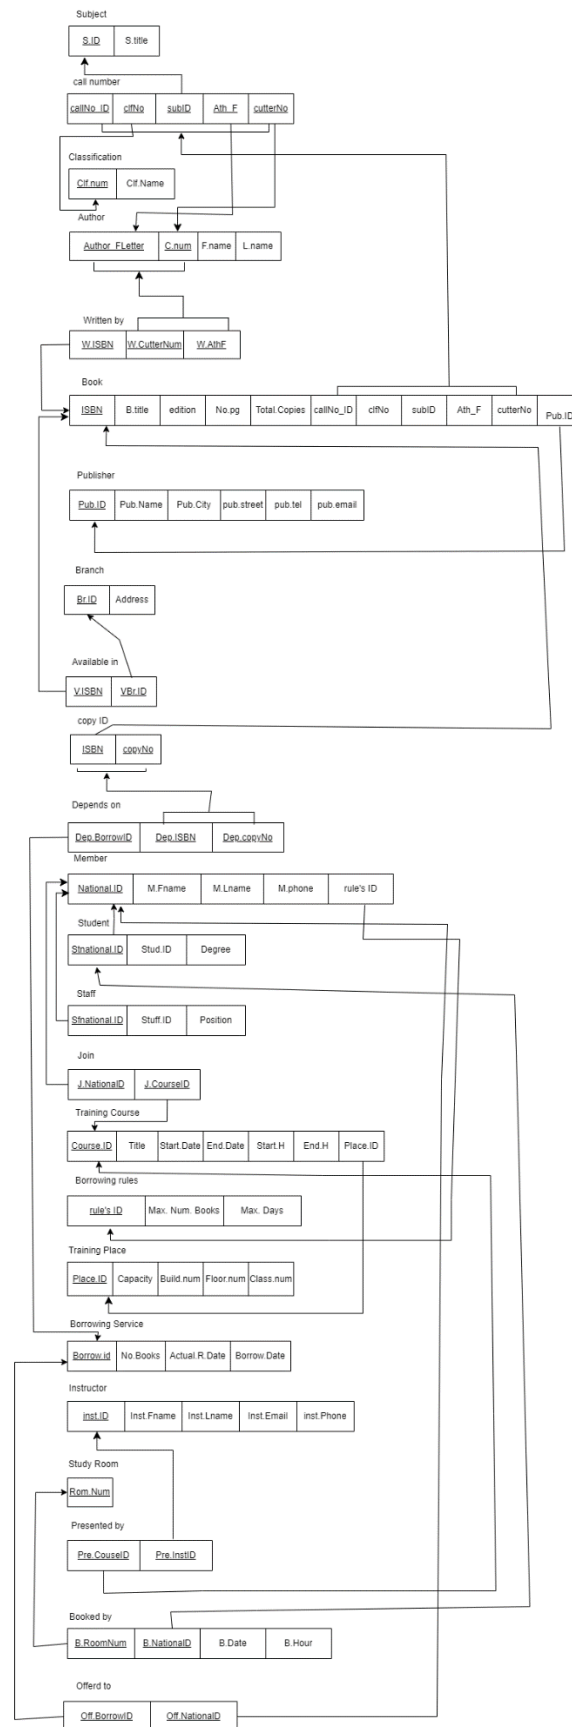 Subject
S.ID S.title
call number
callNo_ID clfNo subID Ath_F cutterNo
Classification
Clf.num Clf.Name
Author
Author_FLetter C.num F.name L.name
Written by
W.ISBN W.CutterNum W.AthF
Book
ISBN B.title edition No.pg Total.Copies callNo_ID clfNo subID Ath_F cutterNo Pub.ID
Publisher
Pub.ID Pub.Name Pub.City pub.street pub.tel pub.email
Branch
Br.ID Address
Available in
V.ISBN VBr.ID
copy ID
ISBN copyNo
Depends on
Dep.BorrowID Dep.ISBN Dep.copyNo
Member
National.ID M.Fname M.Lname M.phone rule's ID
Student
Stnational.ID Stud.ID Degree
Staff
Sfnational.ID Stuff.ID Position
Join
J.NationalD J.CourseID
Training Course
Course.ID Title Start.Date End.Date Start.H End.H Place.ID
Borrowing rules
rule's ID Max. Num. Books Max. Days
Training Place
Place.ID Capacity Build.num Floor.num Class.num
Borrowing Service
Borrow.id No.Books Actual.R.Date Borrow.Date
Instructor
inst.ID Inst.Fname Inst.Lname Inst.Email inst.Phone
Study Room
Rom.Num
Presented by
Pre.CouseID Pre.InstID
Booked by
B.RoomNum B.NationalD B.Date B.Hour
Offerd to
Off.BorrowID Off.NationalD